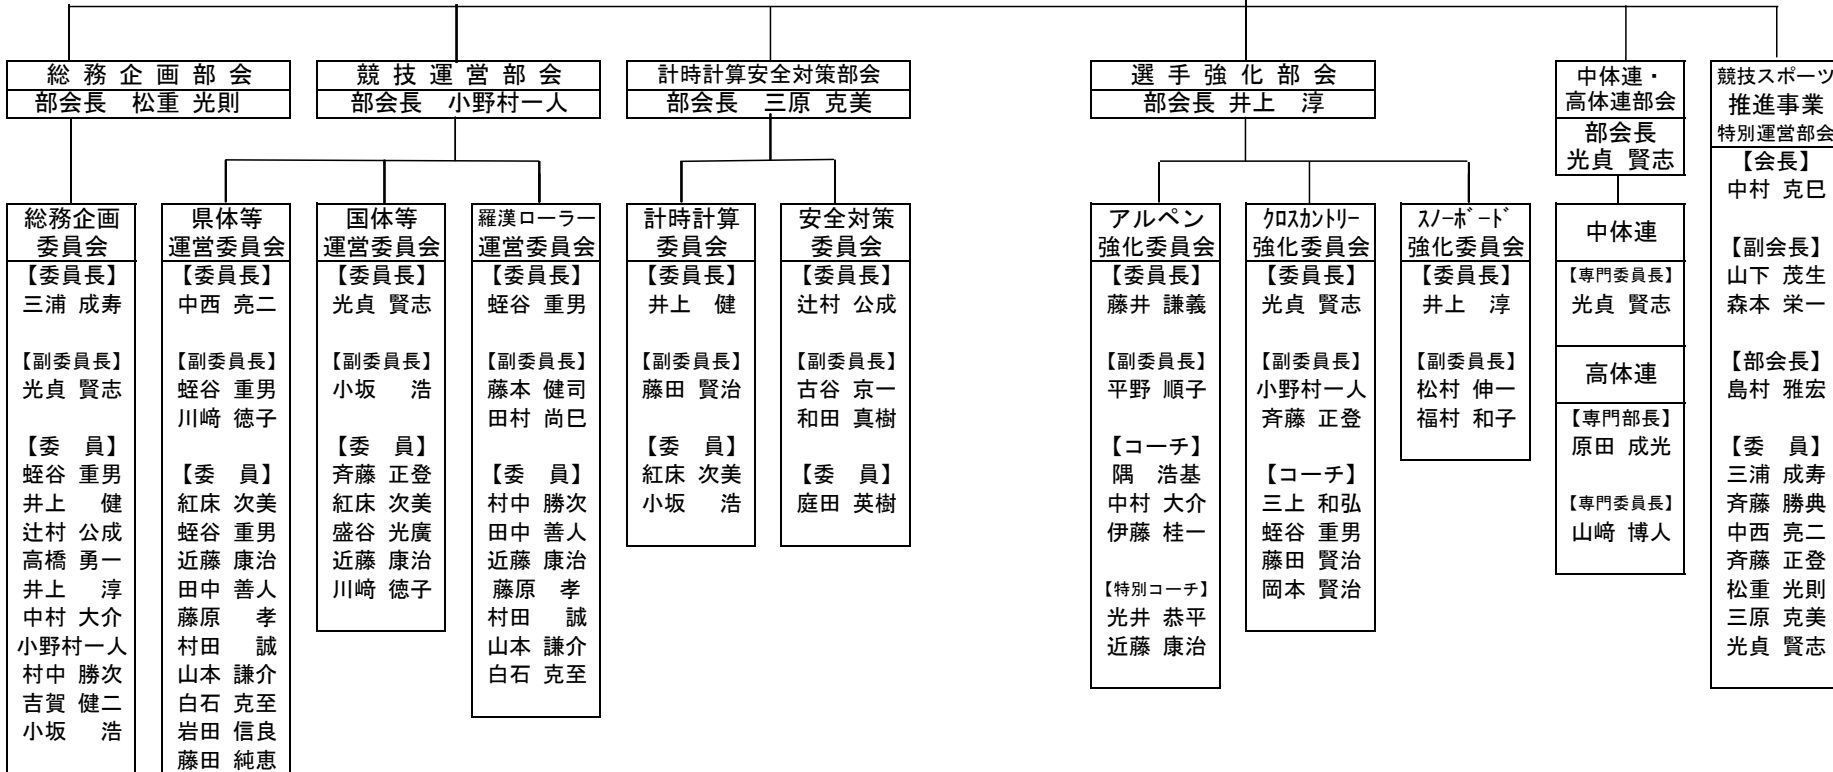 総務企画部会
部会長 松重 光則
競技運営部会
部会長 小野村一人
計時計算安全対策部会
部会長 三原 克美
選手強化部会
部会長 井上 淳
中体連・
高体連部会
部会長
光貞 賢志
競技スポーツ
推進事業
特別運営部会
【会長】
中村 克巳
【副会長】
山下 茂生
森本 栄一
【部会長】
島村 雅宏
【委 員】
三浦 成寿
斉藤 勝典
中西 亮二
斉藤 正登
松重 光則
三原 克美
光貞 賢志
総務企画
委員会
【委員長】
三浦 成寿
【副委員長】
光貞 賢志
【委 員】
蛭谷 重男
井上 健
辻村 公成
高橋 勇一
井上 淳
中村 大介
小野村一人
村中 勝次
吉賀 健二
小坂 浩
県体等
運営委員会
【委員長】
中西 亮二
【副委員長】
蛭谷 重男
川﨑 徳子
【委 員】
紅床 次美
蛭谷 重男
近藤 康治
田中 善人
藤原 孝
村田 誠
山本 謙介
白石 克至
岩田 信良
藤田 純恵
国体等
運営委員会
【委員長】
光貞 賢志
【副委員長】
小坂 浩
【委 員】
斉藤 正登
紅床 次美
盛谷 光廣
近藤 康治
川﨑 徳子
羅漢ローラー
運営委員会
【委員長】
蛭谷 重男
【副委員長】
藤本 健司
田村 尚巳
【委 員】
村中 勝次
田中 善人
近藤 康治
藤原 孝
村田 誠
山本 謙介
白石 克至
計時計算
委員会
【委員長】
井上 健
【副委員長】
藤田 賢治
【委 員】
紅床 次美
小坂 浩
安全対策
委員会
【委員長】
辻村 公成
【副委員長】
古谷 京一
和田 真樹
【委 員】
庭田 英樹
アルペン
強化委員会
【委員長】
藤井 謙義
【副委員長】
平野 順子
【コーチ】
隅 浩基
中村 大介
伊藤 桂一
【特別コーチ】
光井 恭平
近藤 康治
ｸﾛｽｶﾝﾄﾘｰ
強化委員会
【委員長】
光貞 賢志
【副委員長】
小野村一人
斉藤 正登
【コーチ】
三上 和弘
蛭谷 重男
藤田 賢治
岡本 賢治
ｽﾉｰﾎﾞｰﾄﾞ
強化委員会
【委員長】
井上 淳
【副委員長】
松村 伸一
福村 和子
中体連
【専門委員長】
光貞 賢志
高体連
【専門部長】
原田 成光
【専門委員長】
山﨑 博人